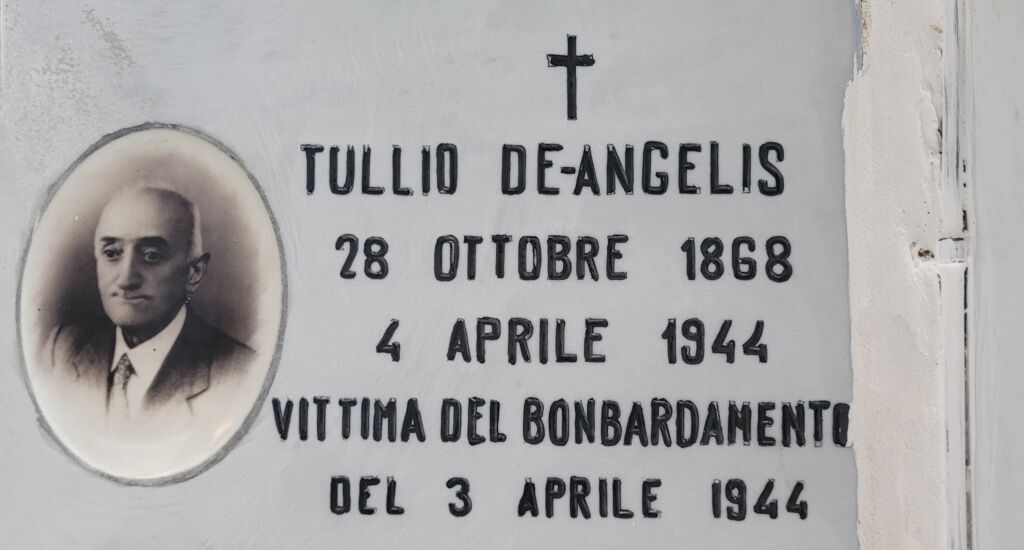 TULLIO DE-ANGELIS
28 OTTOBRE 1868
4 APRILE 1944
VITTIMA DEL BONBARDAMENTO
DEL 3 APRILE 1944